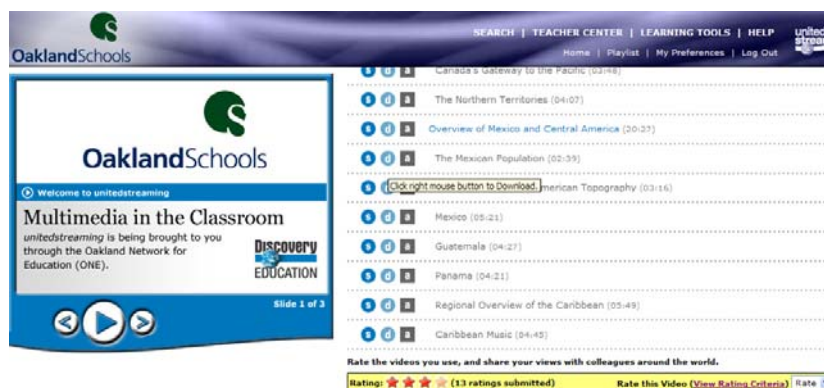 OaklandSchools
SEARCH | TEACHER CENTER | LEARNING TOOLS | HELP
Home | Playlist | My Preferences | Log Out
OaklandSchools
Welcome to unitedstreaming
Multimedia in the Classroom
unitedstreaming is being brought to you
through the Oakland Network for
Education (ONE).
Discovery
EDUCATION
Slide 1 of 3
s d a Canada's Gateway to the Pacific (03:48)
s d a The Northern Territories (04:07)
s d a Overview of Mexico and Central America (20:27)
s d a The Mexican Population (02:39)
s Click right mouse button to Download. merican Topography (03:16)
s d a Mexico (05:21)
s d a Guatemala (04:27)
s d a Panama (04:21)
s d a Regional Overview of the Caribbean (05:49)
s d a Caribbean Music (04:45)
Rate the videos you use, and share your views with colleagues around the world.
Rating: (13 ratings submitted) Rate this Video (View Rating Criteria) Rate